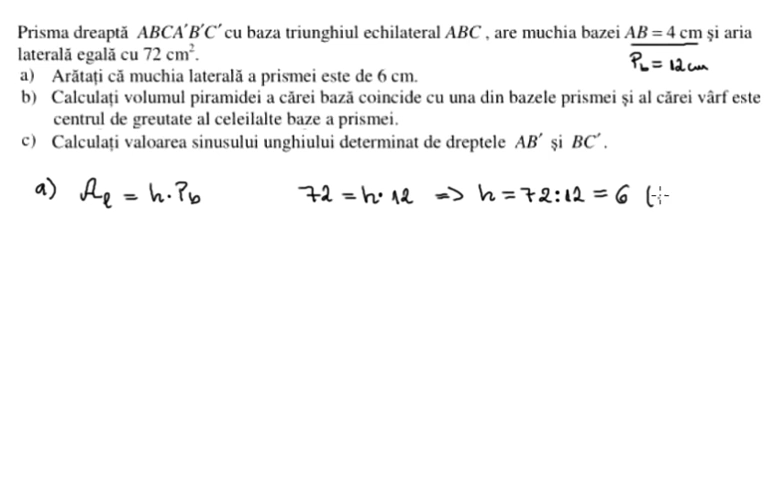 Prisma dreaptă ABCA′B′C′ cu baza triunghiul echilateral ABC , are muchia bazei AB = 4 cm și aria
laterală egală cu 72 cm².
P_b = 12 cm
a) Arătați că muchia laterală a prismei este de 6 cm.
b) Calculați volumul piramidei a cărei bază coincide cu una din bazele prismei și al cărei vârf este
centrul de greutate al celeilalte baze a prismei.
c) Calculați valoarea sinusului unghiului determinat de dreptele AB′ și BC′ .
a) A_l = h·P_b 72 = h·12 => h = 72:12 = 6 (